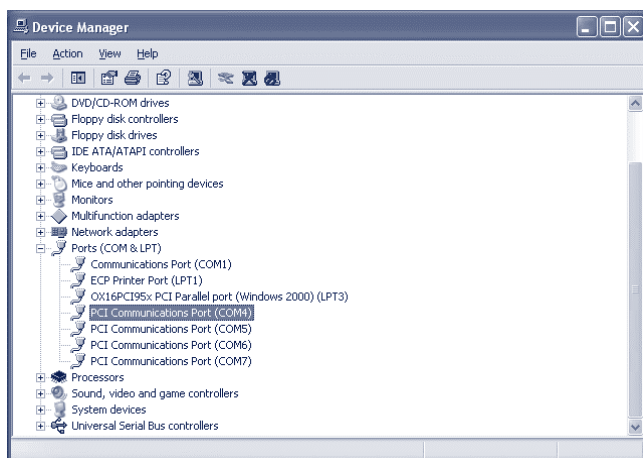 Device Manager
File Action View Help
DVD/CD-ROM drives
Floppy disk controllers
Floppy disk drives
IDE ATA/ATAPI controllers
Keyboards
Mice and other pointing devices
Monitors
Multifunction adapters
Network adapters
Ports (COM & LPT)
Communications Port (COM1)
ECP Printer Port (LPT1)
OX16PCI95x PCI Parallel port (Windows 2000) (LPT3)
PCI Communications Port (COM4)
PCI Communications Port (COM5)
PCI Communications Port (COM6)
PCI Communications Port (COM7)
Processors
Sound, video and game controllers
System devices
Universal Serial Bus controllers